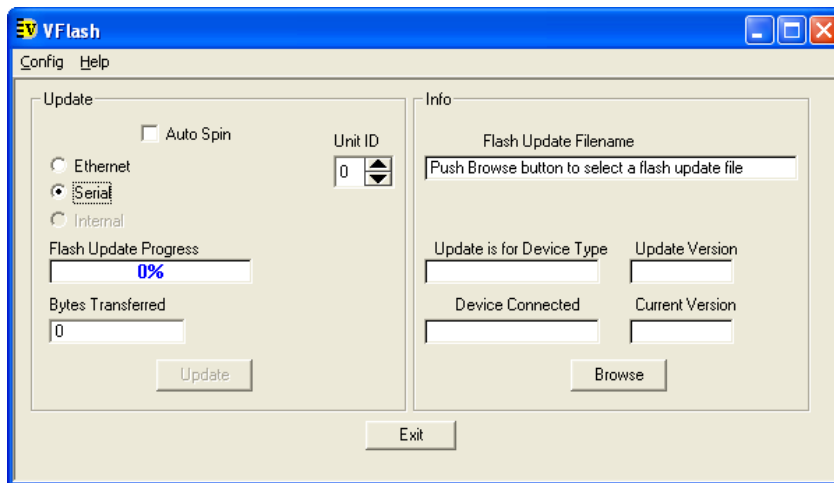 VFlash
Config Help
Update
Auto Spin
Unit ID
Ethernet
0
Serial
Internal
Flash Update Progress
0%
Bytes Transferred
0
Update
Info
Flash Update Filename
Push Browse button to select a flash update file
Update is for Device Type Update Version
Device Connected Current Version
Browse
Exit